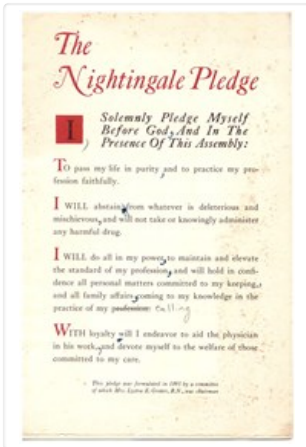 The
Nightingale Pledge
I, Solemnly Pledge Myself
Before God, And In The
Presence Of This Assembly:
To pass my life in purity, and to practice my pro-
fession faithfully.
I WILL abstain from whatever is deleterious and
mischievous, and will not take or knowingly administer
any harmful drug.
I WILL do all in my power, to maintain and elevate
the standard of my profession, and will hold in confi-
dence all personal matters committed to my keeping,
and all family affairs, coming to my knowledge in the
practice of my profession. calling
WITH loyalty will I endeavor to aid the physician
in his work, and devote myself to the welfare of those
committed to my care.
This pledge was formulated in 1893 by a committee
of which Mrs. Lystra E. Gretter, R.N., was chairman